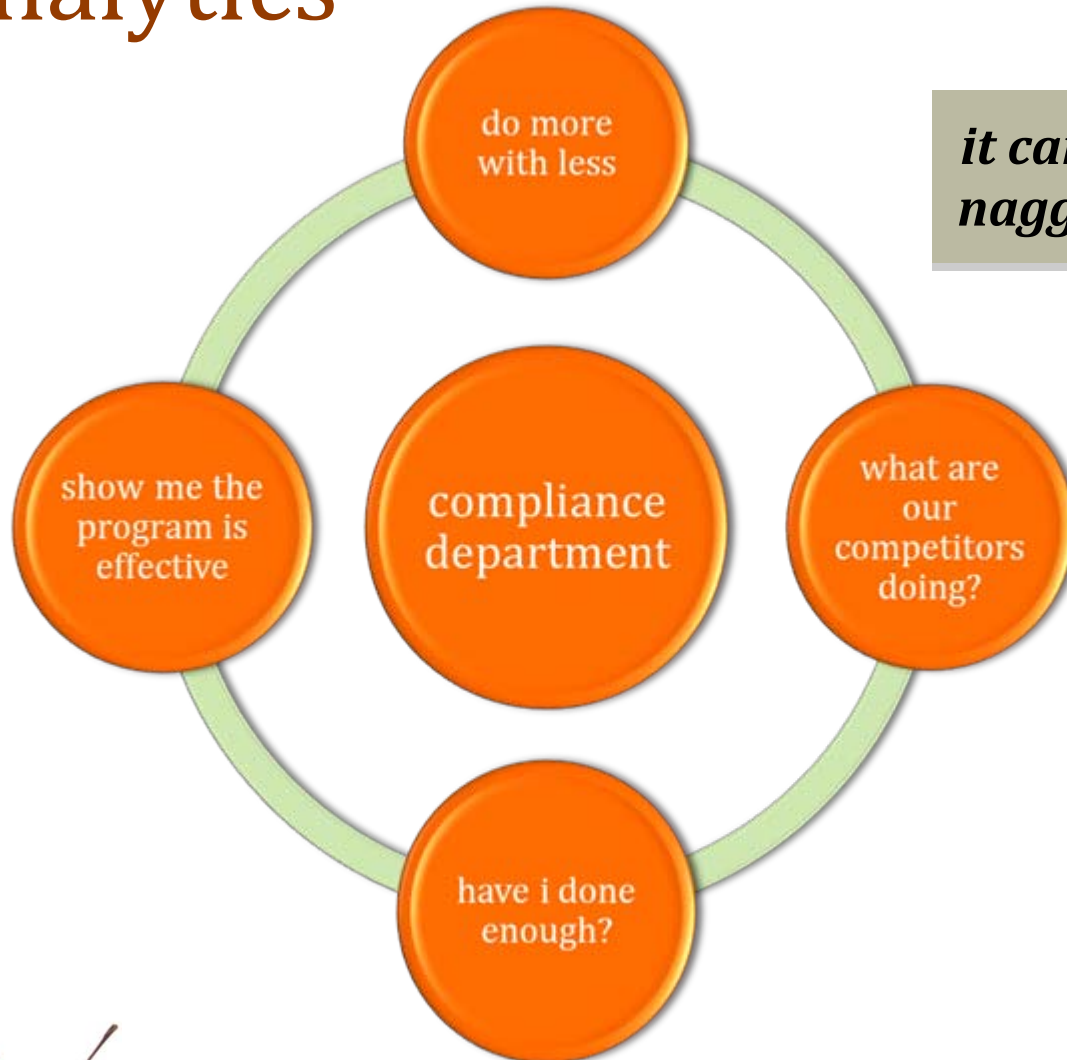 do more
with less
show me the
program is
effective
compliance
department
what are
our
competitors
doing?
have i done
enough?